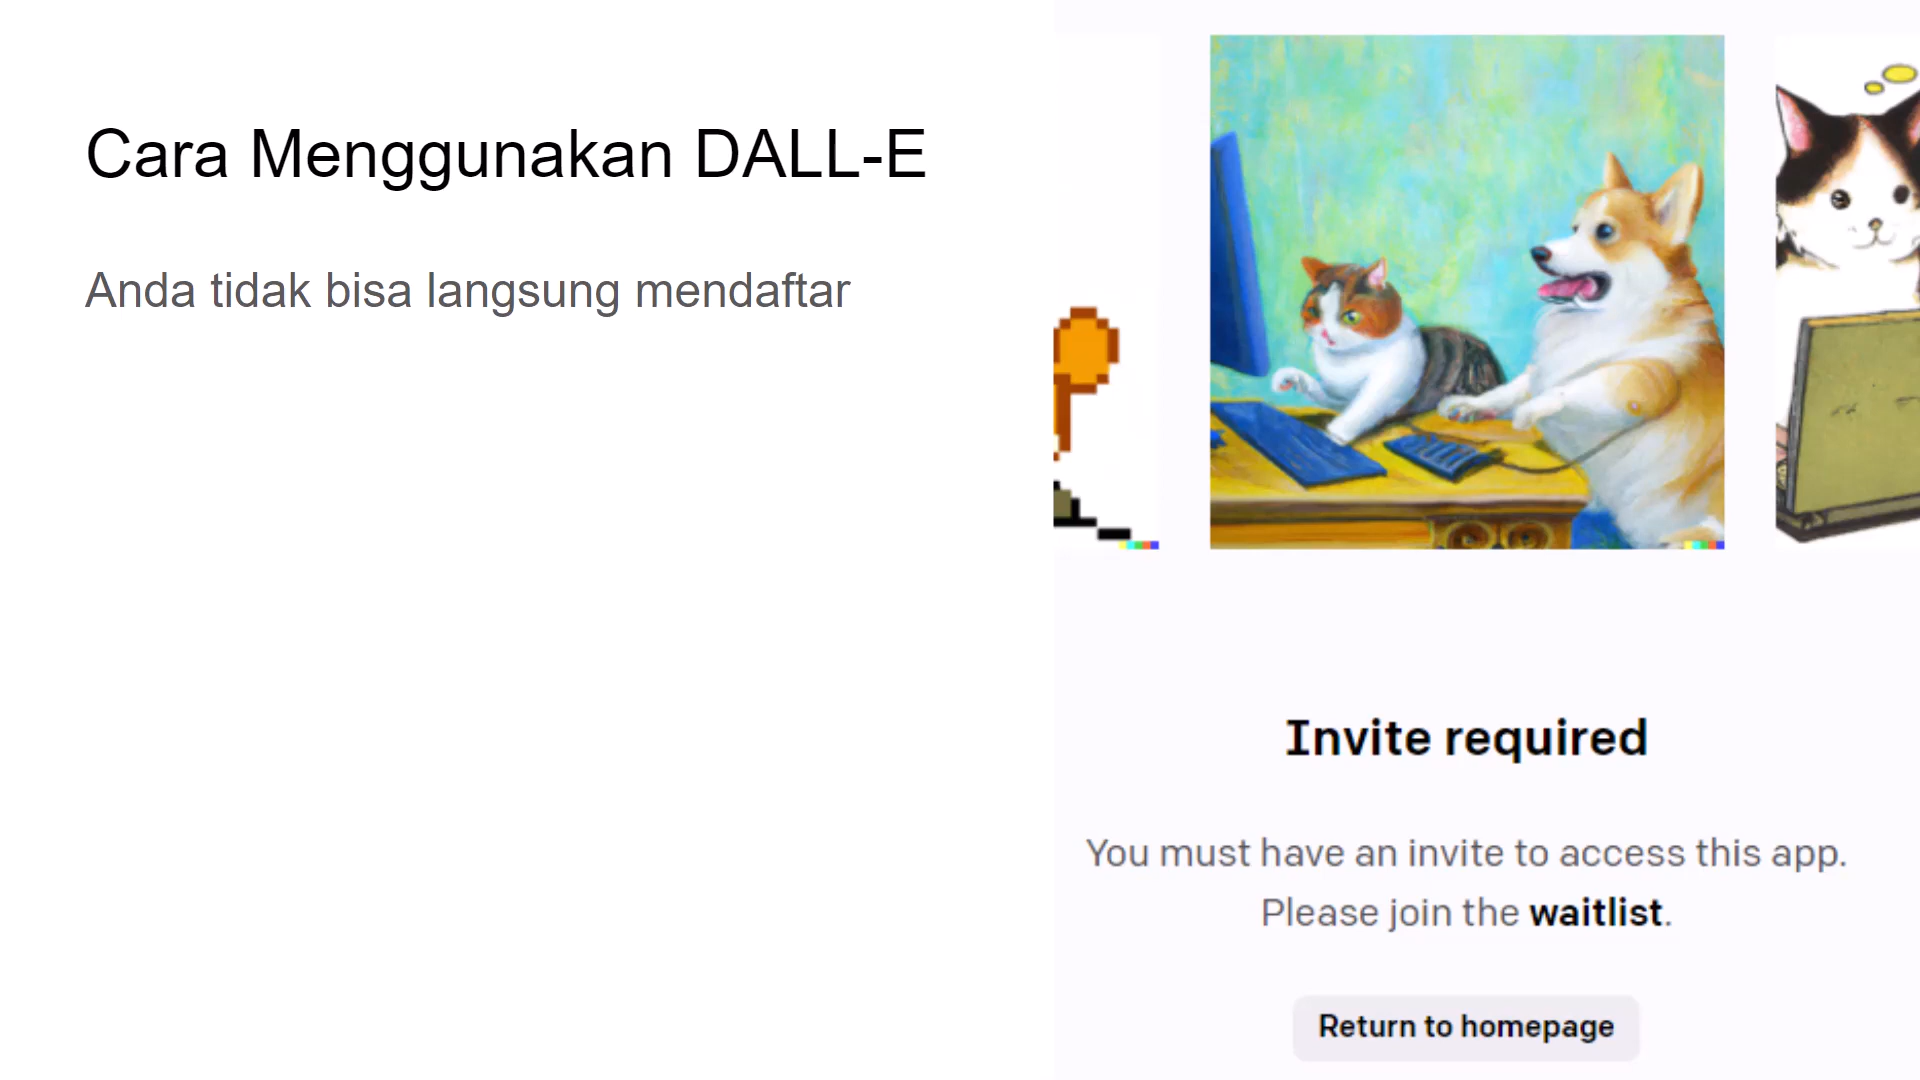 Cara Menggunakan DALL-E
Anda tidak bisa langsung mendaftar
Invite required
You must have an invite to access this app.
Please join the waitlist.
Return to homepage